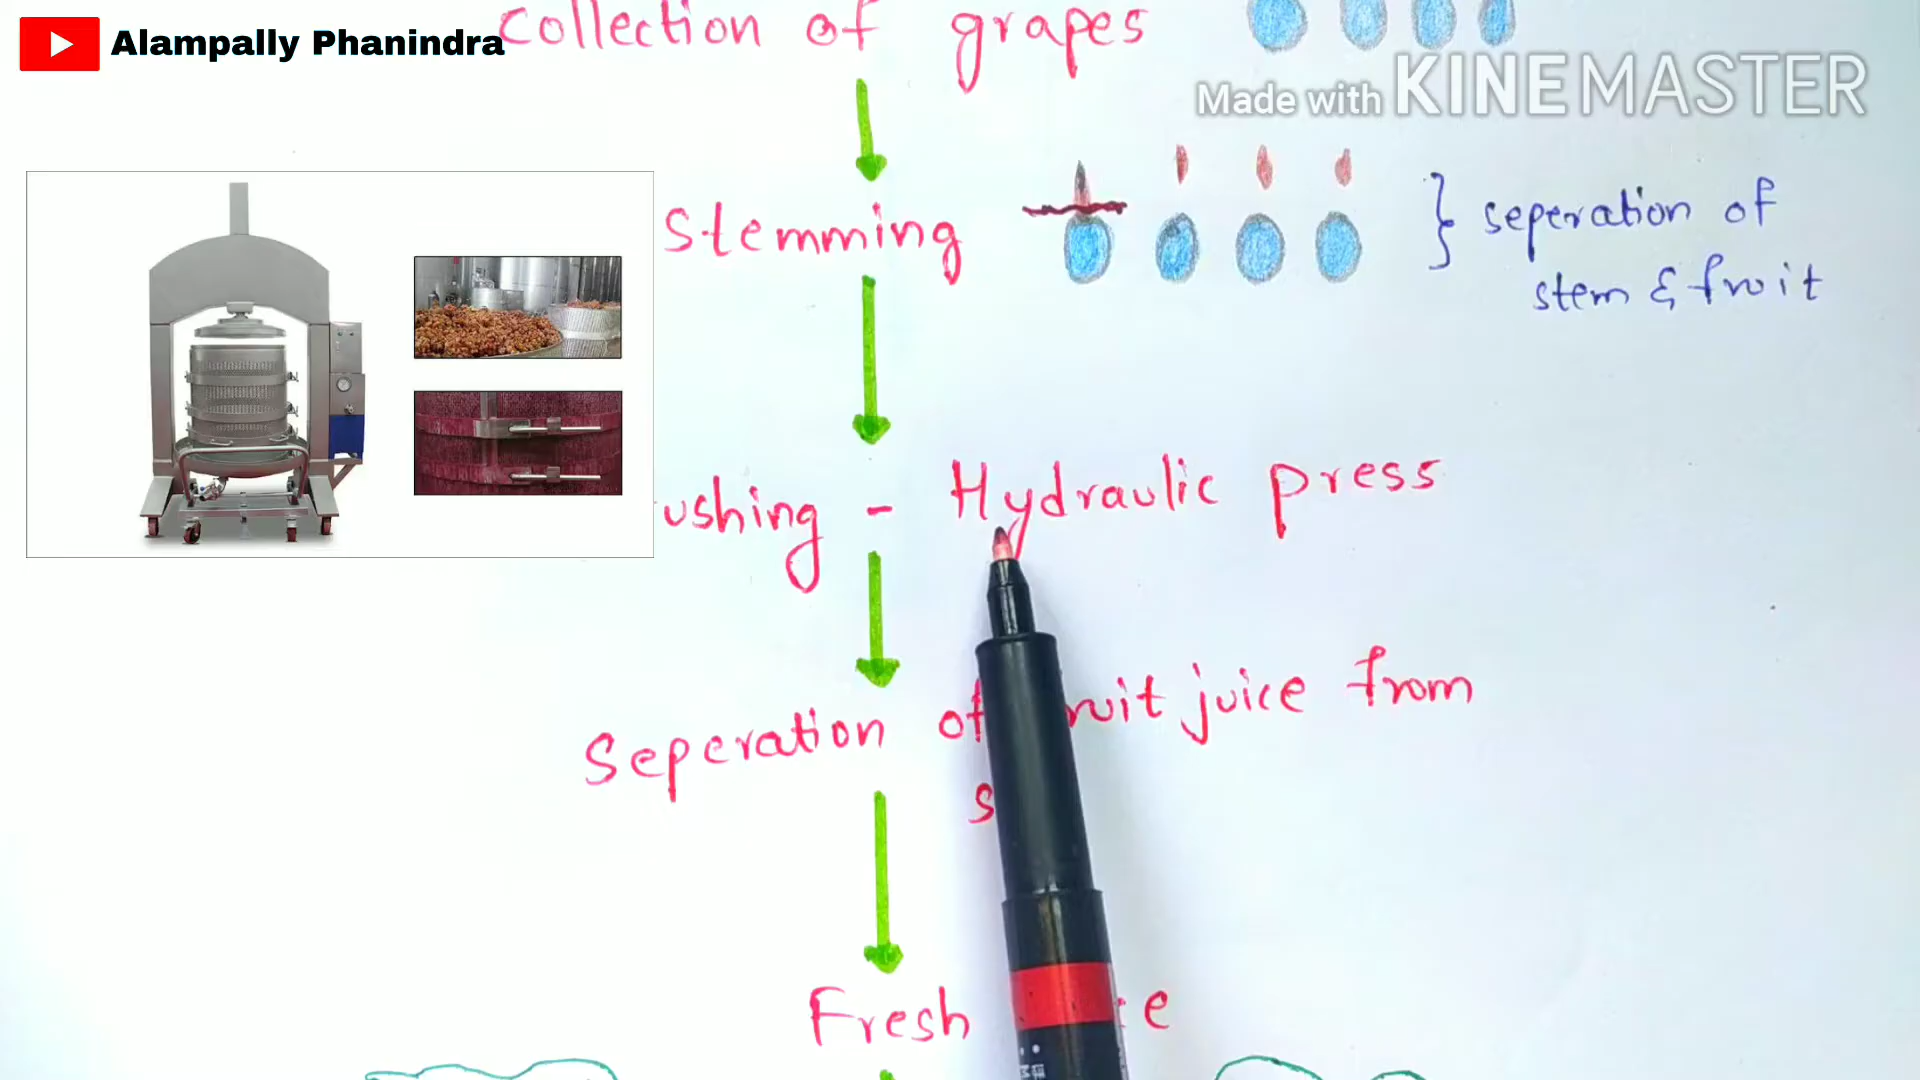 Alampally Phanindra
Collection of grapes
Made with KINEMASTER
Stemming
seperation of
stem & fruit
ushing - Hydraulic press
Seperation of ruit juice from
s
Fresh e